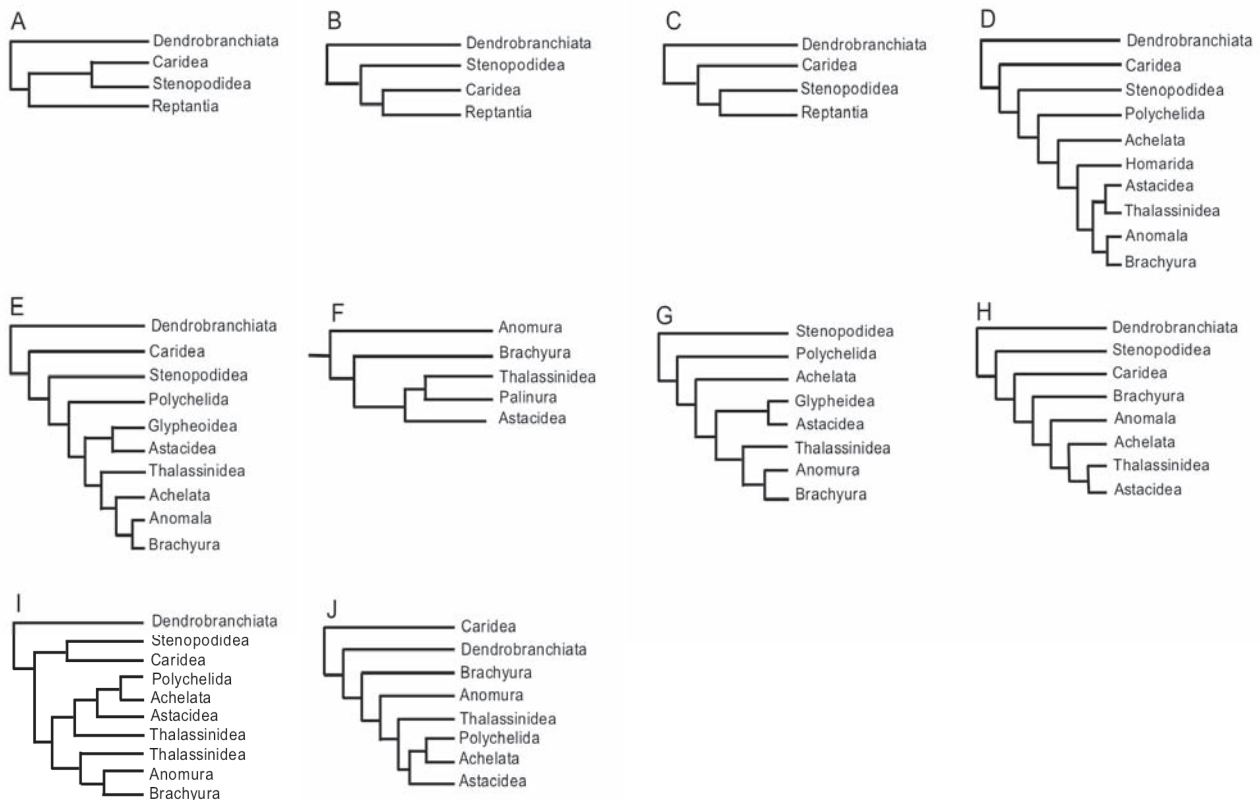 A
Dendrobranchiata
Caridea
Stenopodidea
Reptantia
B
Dendrobranchiata
Stenopodidea
Caridea
Reptantia
C
Dendrobranchiata
Caridea
Stenopodidea
Reptantia
D
Dendrobranchiata
Caridea
Stenopodidea
Polychelida
Achelata
Homarida
Astacidea
Thalassinidea
Anomala
Brachyura
E
Dendrobranchiata
Caridea
Stenopodidea
Polychelida
Glypheoidea
Astacidea
Thalassinidea
Achelata
Anomala
Brachyura
F
Anomura
Brachyura
Thalassinidea
Palinura
Astacidea
G
Stenopodidea
Polychelida
Achelata
Glypheidea
Astacidea
Thalassinidea
Anomura
Brachyura
H
Dendrobranchiata
Stenopodidea
Caridea
Brachyura
Anomala
Achelata
Thalassinidea
Astacidea
I
Dendrobranchiata
Stenopodidea
Caridea
Polychelida
Achelata
Astacidea
Thalassinidea
Thalassinidea
Anomura
Brachyura
J
Caridea
Dendrobranchiata
Brachyura
Anomura
Thalassinidea
Polychelida
Achelata
Astacidea